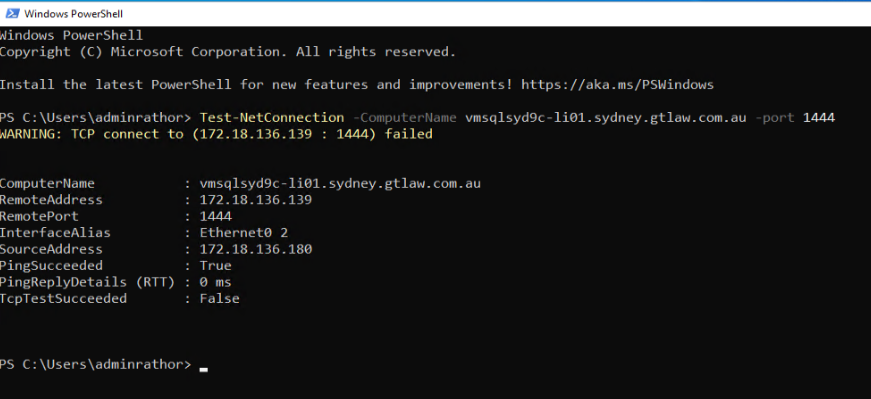 Windows PowerShell
Windows PowerShell
Copyright (C) Microsoft Corporation. All rights reserved.
Install the latest PowerShell for new features and improvements! https://aka.ms/PSWindows
PS C:\Users\adminrathor> Test-NetConnection -ComputerName vmsqlsyd9c-li01.sydney.gtlaw.com.au -port 1444
WARNING: TCP connect to (172.18.136.139 : 1444) failed
ComputerName : vmsqlsyd9c-li01.sydney.gtlaw.com.au
RemoteAddress : 172.18.136.139
RemotePort : 1444
InterfaceAlias : Ethernet0 2
SourceAddress : 172.18.136.180
PingSucceeded : True
PingReplyDetails (RTT) : 0 ms
TcpTestSucceeded : False
PS C:\Users\adminrathor>